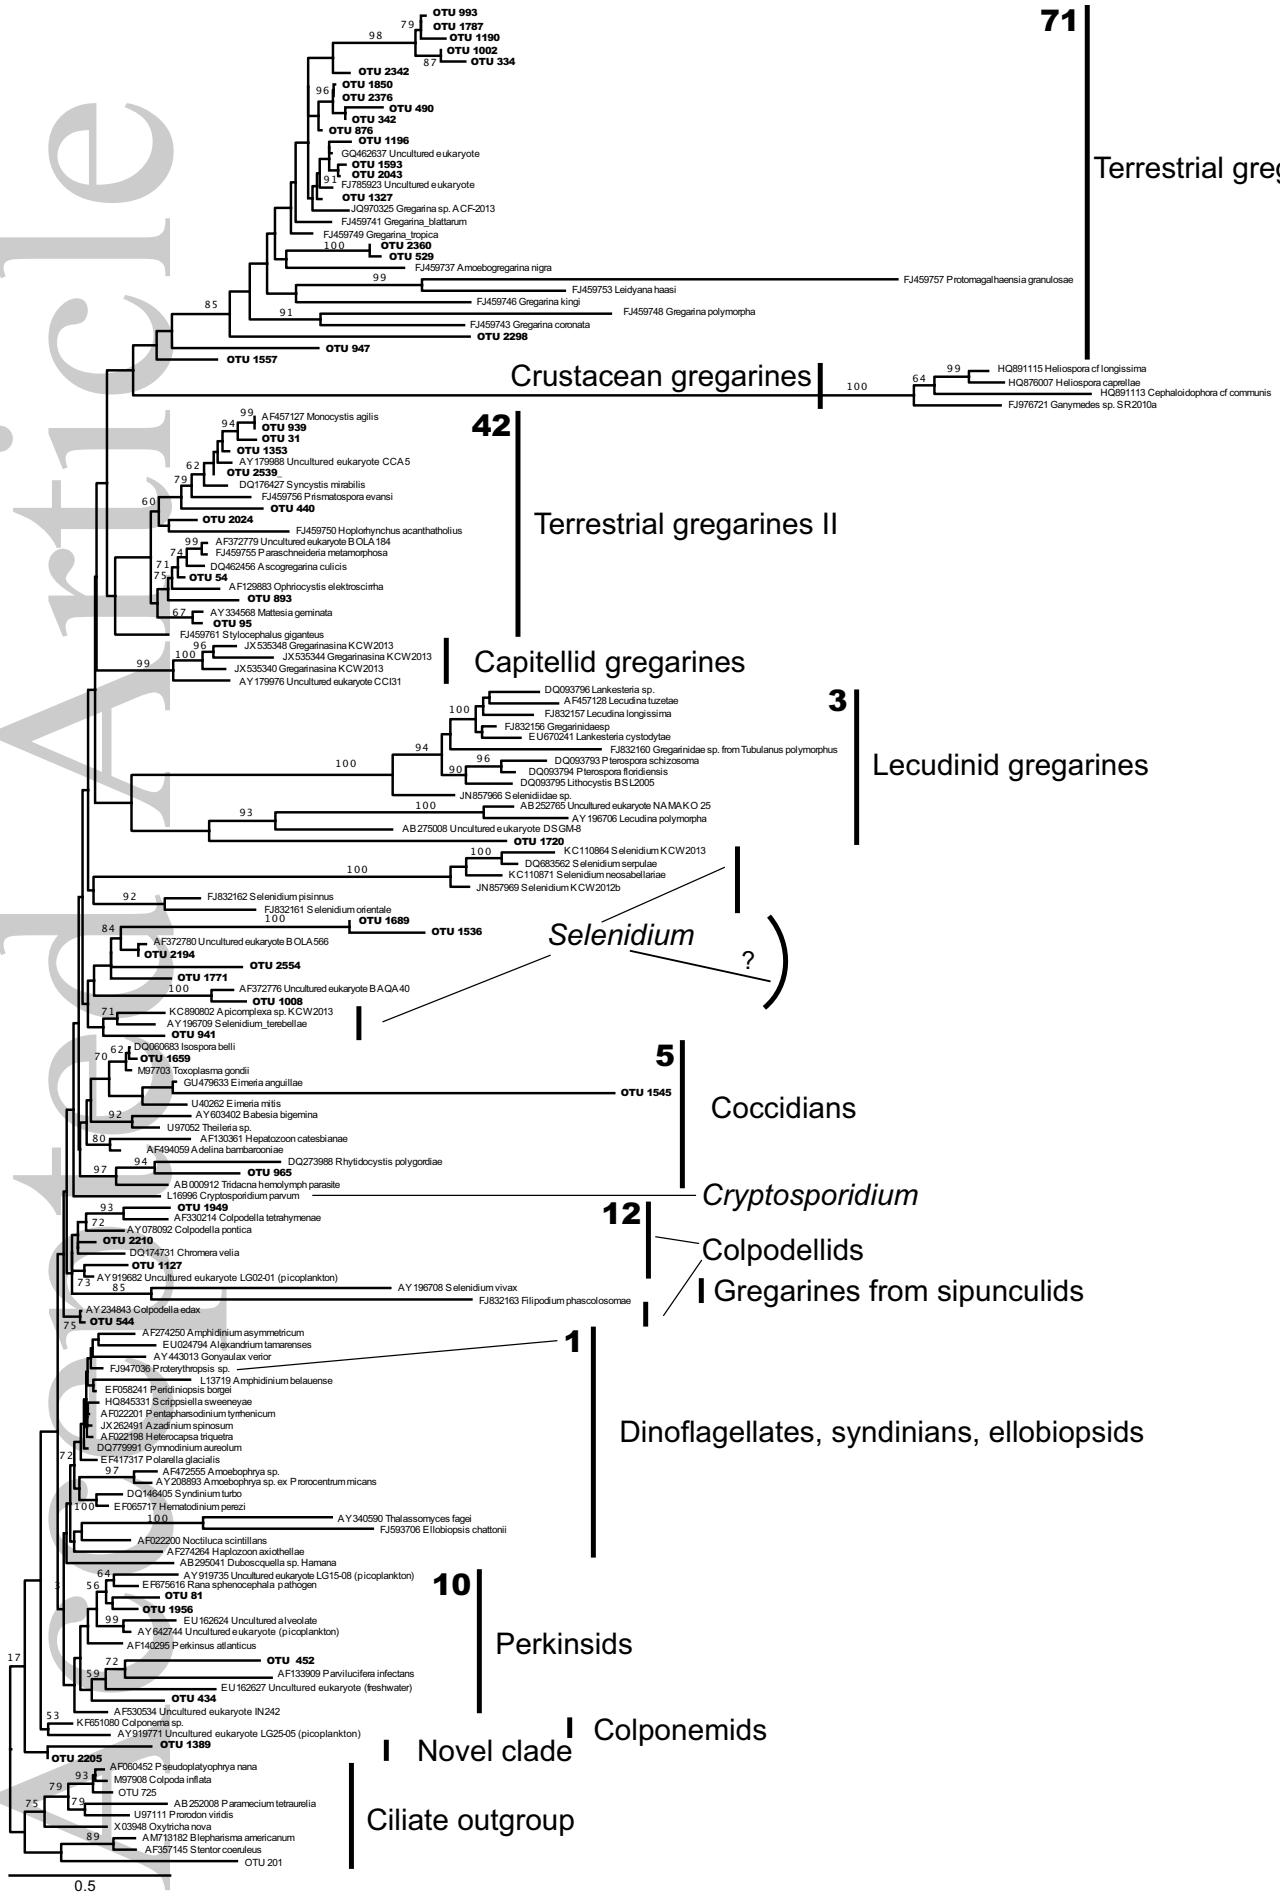 OTU 993
79
OTU 1787
71
98
OTU 1190
OTU 1002
87
OTU 334
OTU 2342
OTU 1850
96
OTU 2376
OTU 490
OTU 342
OTU 876
OTU 1196
GQ462637 Uncultured eukaryote
OTU 1593
Terrestrial greg
OTU 2043
91
FJ785923 Uncultured eukaryote
OTU 1327
JQ970325 Gregarina sp. ACF-2013
FJ459741 Gregarina_blattarum
FJ459749 Gregarina_tropica
100
OTU 2360
OTU 529
FJ459737 Amoebogregarina nigra
99
FJ459757 Protomagalhaensia granulosae
FJ459753 Leidyana haasi
FJ459746 Gregarina kingi
85
91
FJ459748 Gregarina polymorpha
FJ459743 Gregarina coronata
OTU 2298
OTU 947
OTU 1557
Crustacean gregarines
99
HQ891115 Heliospora cf longissima
64
HQ876007 Heliospora caprellae
100
HQ891113 Cephaloidophora cf communis
FJ976721 Ganymedes sp. SR2010a
99
AF457127 Monocystis agilis
42
94
OTU 939
OTU 31
OTU 1353
AY179988 Uncultured eukaryote CCA5
62
OTU 2539_
79
DQ176427 Syncystis mirabilis
FJ459756 Prismatospora evansi
60
OTU 440
OTU 2024
Terrestrial gregarines II
FJ459750 Hoplorhynchus acanthatholius
99
AF372779 Uncultured eukaryote BOLA184
74
FJ459755 Paraschneideria metamorphosa
71
DQ462456 Ascogregarina culicis
75
OTU 54
AF129883 Ophriocystis elektroscirrha
OTU 893
67
AY334568 Mattesia geminata
OTU 95
FJ459761 Stylocephalus giganteus
96
JX535348 Gregarinasina KCW2013
100
JX535344 Gregarinasina KCW2013
99
JX535340 Gregarinasina KCW2013
Capitellid gregarines
AY179976 Uncultured eukaryote CCI31
DQ093796 Lankesteria sp.
3
AF457128 Lecudina tuzetae
100
FJ832157 Lecudina longissima
FJ832156 Gregarinidaesp
EU670241 Lankesteria cystodytae
94
FJ832160 Gregarinidae sp. from Tubulanus polymorphus
100
96
DQ093793 Pterospora schizosoma
Lecudinid gregarines
90
DQ093794 Pterospora floridiensis
DQ093795 Lithocystis BSL2005
JN857966 Selenidiidae sp.
100
AB252765 Uncultured eukaryote NAMAKO 25
93
AY196706 Lecudina polymorpha
AB275008 Uncultured eukaryote DSGM-8
OTU 1720
100
KC110864 Selenidium KCW2013
DQ683562 Selenidium serpulae
100
KC110871 Selenidium neosabellariae
JN857969 Selenidium KCW2012b
92
FJ832162 Selenidium pisinnus
FJ832161 Selenidium orientale
100
OTU 1689
84
OTU 1536
Selenidium
AF372780 Uncultured eukaryote BOLA566
OTU 2194
?
OTU 2554
OTU 1771
100
AF372776 Uncultured eukaryote BAQA40
OTU 1008
71
KC890802 Apicomplexa sp. KCW2013
AY196709 Selenidium_terebellae
OTU 941
62
DQ060683 Isospora belli
5
70
OTU 1659
M97703 Toxoplasma gondii
GU479633 Eimeria anguillae
OTU 1545
U40262 Eimeria mitis
Coccidians
92
AY603402 Babesia bigemina
U97052 Theileria sp.
80
AF130361 Hepatozoon catesbianae
AF494059 Adelina bambarooniae
94
DQ273988 Rhytidocystis polygordiae
97
OTU 965
AB000912 Tridacna hemolymph parasite
L16996 Cryptosporidium parvum
Cryptosporidium
93
OTU 1949
12
72
AF330214 Colpodella tetrahymenae
AY078092 Colpodella pontica
OTU 2210
Colpodellids
DQ174731 Chromera velia
OTU 1127
73
AY919682 Uncultured eukaryote LG02-01 (picoplankton)
85
AY196708 Selenidium vivax
Gregarines from sipunculids
FJ832163 Filipodium phascolosomae
AY234843 Colpodella edax
75
OTU 544
AF274250 Amphidinium asymmetricum
1
EU024794 Alexandrium tamarenses
AY443013 Gonyaulax verior
FJ947036 Proterythropsis sp.
L13719 Amphidinium belauense
EF058241 Peridiniopsis borgei
HQ845331 Scrippsiella sweeneyae
AF022201 Pentapharsodinium tyrrhenicum
JX262491 Azadinium spinosum
Dinoflagellates, syndinians, ellobiopsids
AF022198 Heterocapsa triquetra
DQ779991 Gymnodinium aureolum
72
EF417317 Polarella glacialis
97
AF472555 Amoebophrya sp.
AY208893 Amoebophrya sp. ex Prorocentrum micans
DQ146405 Syndinium turbo
100
EF065717 Hematodinium perezi
100
AY340590 Thalassomyces fagei
FJ593706 Ellobiopsis chattonii
AF022200 Noctiluca scintillans
AF274264 Haplozoon axiothellae
AB295041 Duboscquella sp. Hamana
64
AY919735 Uncultured eukaryote LG15-08 (picoplankton)
10
3
56
EF675616 Rana sphenocephala pathogen
OTU 81
OTU 1956
99
EU162624 Uncultured alveolate
AY642744 Uncultured eukaryote (picoplankton)
Perkinsids
AF140295 Perkinsus atlanticus
17
72
OTU 452
59
AF133909 Parvilucifera infectans
EU162627 Uncultured eukaryote (freshwater)
OTU 434
AF530534 Uncultured eukaryote IN242
53
KF651080 Colponema sp.
Colponemids
AY919771 Uncultured eukaryote LG25-05 (picoplankton)
OTU 1389
Novel clade
OTU 2205
AF060452 Pseudoplatyophrya nana
93
M97908 Colpoda inflata
79
OTU 725
75
79
AB252008 Paramecium tetraurelia
U97111 Prorodon viridis
Ciliate outgroup
X03948 Oxytricha nova
89
AM713182 Blepharisma americanum
AF357145 Stentor coeruleus
OTU 201
0.5
Accepted Article